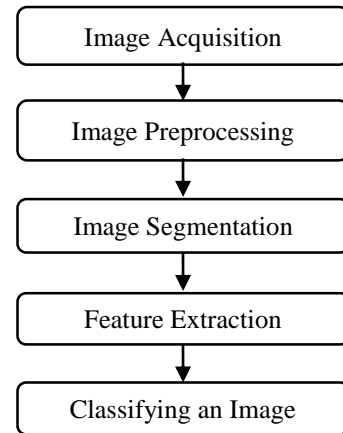 Image Acquisition
Image Preprocessing
Image Segmentation
Feature Extraction
Classifying an Image